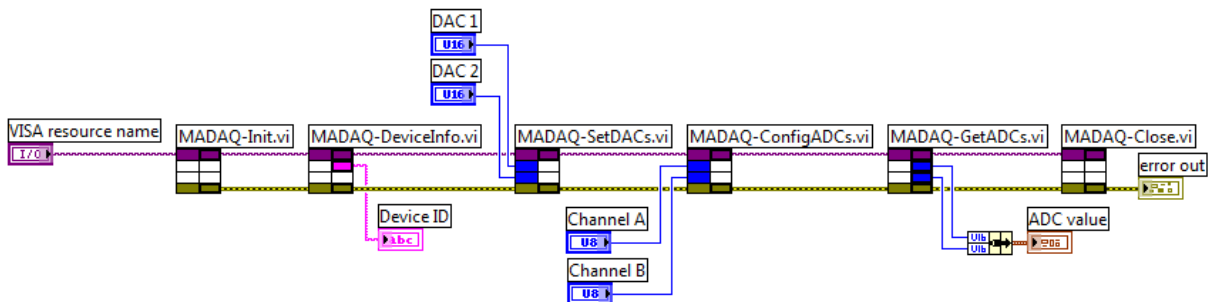 DAC 1
U16
DAC 2
U16
VISA resource name
I/O
MADAQ-Init.vi
MADAQ-DeviceInfo.vi
MADAQ-SetDACs.vi
MADAQ-ConfigADCs.vi
MADAQ-GetADCs.vi
MADAQ-Close.vi
error out
Device ID
abc
Channel A
U8
ADC value
Channel B
U8